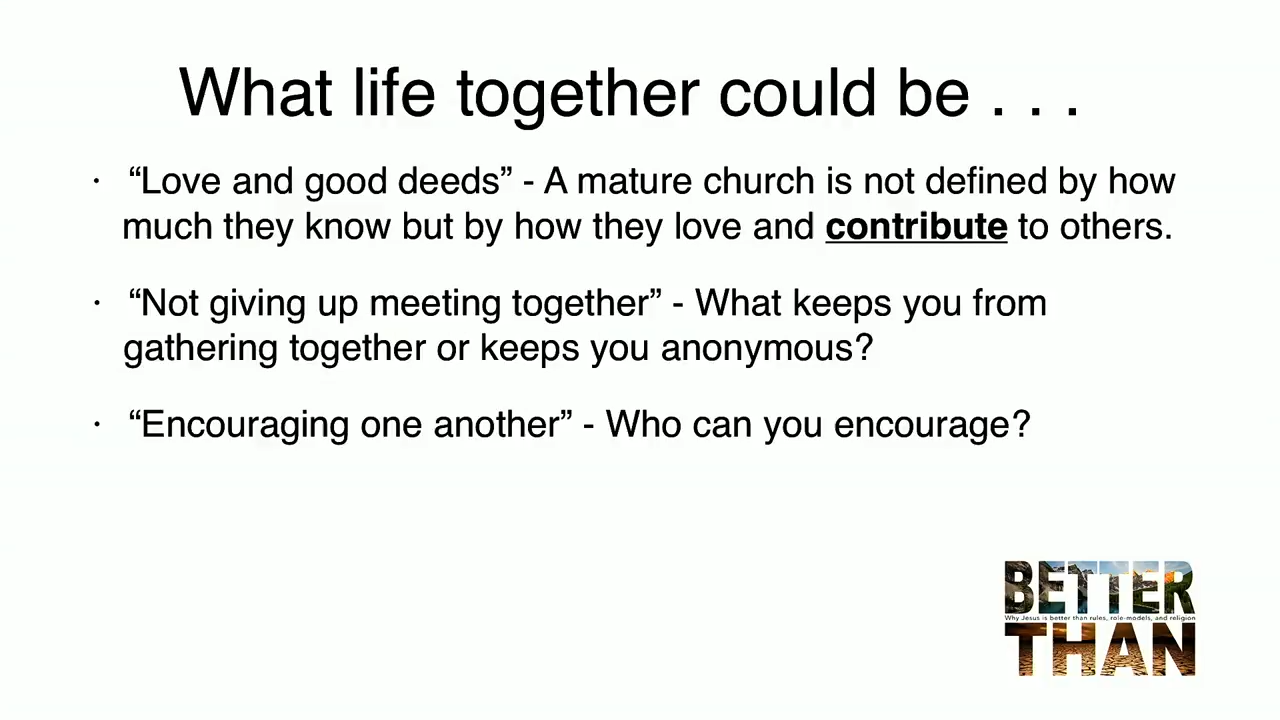 What life together could be . . .
· “Love and good deeds” - A mature church is not defined by how
much they know but by how they love and contribute to others.
· “Not giving up meeting together” - What keeps you from
gathering together or keeps you anonymous?
· “Encouraging one another” - Who can you encourage?
BETTER
Why Jesus is better than rules, role-models, and religion
THAN